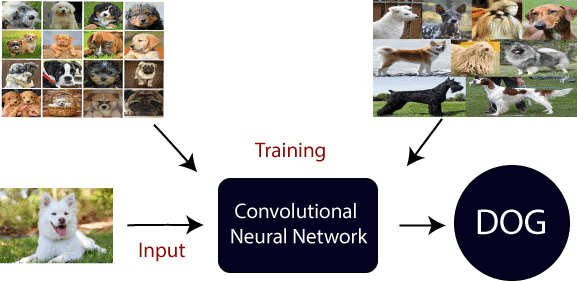 Training
Convolutional
Neural Network
DOG
Input